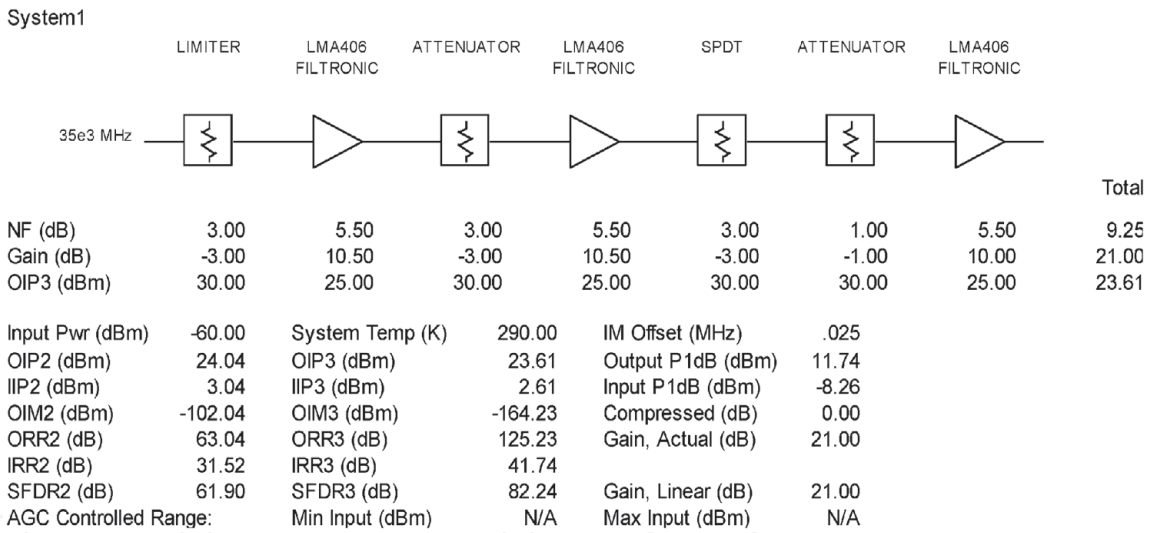 System1
LIMITER LMA406 FILTRONIC ATTENUATOR LMA406 FILTRONIC SPDT ATTENUATOR LMA406 FILTRONIC
35e3 MHz
Total
NF (dB) 3.00 5.50 3.00 5.50 3.00 1.00 5.50 9.25
Gain (dB) -3.00 10.50 -3.00 10.50 -3.00 -1.00 10.00 21.00
OIP3 (dBm) 30.00 25.00 30.00 25.00 30.00 30.00 25.00 23.61
Input Pwr (dBm) -60.00 System Temp (K) 290.00 IM Offset (MHz) .025
OIP2 (dBm) 24.04 OIP3 (dBm) 23.61 Output P1dB (dBm) 11.74
IIP2 (dBm) 3.04 IIP3 (dBm) 2.61 Input P1dB (dBm) -8.26
OIM2 (dBm) -102.04 OIM3 (dBm) -164.23 Compressed (dB) 0.00
ORR2 (dB) 63.04 ORR3 (dB) 125.23 Gain, Actual (dB) 21.00
IRR2 (dB) 31.52 IRR3 (dB) 41.74
SFDR2 (dB) 61.90 SFDR3 (dB) 82.24 Gain, Linear (dB) 21.00
AGC Controlled Range: Min Input (dBm) N/A Max Input (dBm) N/A